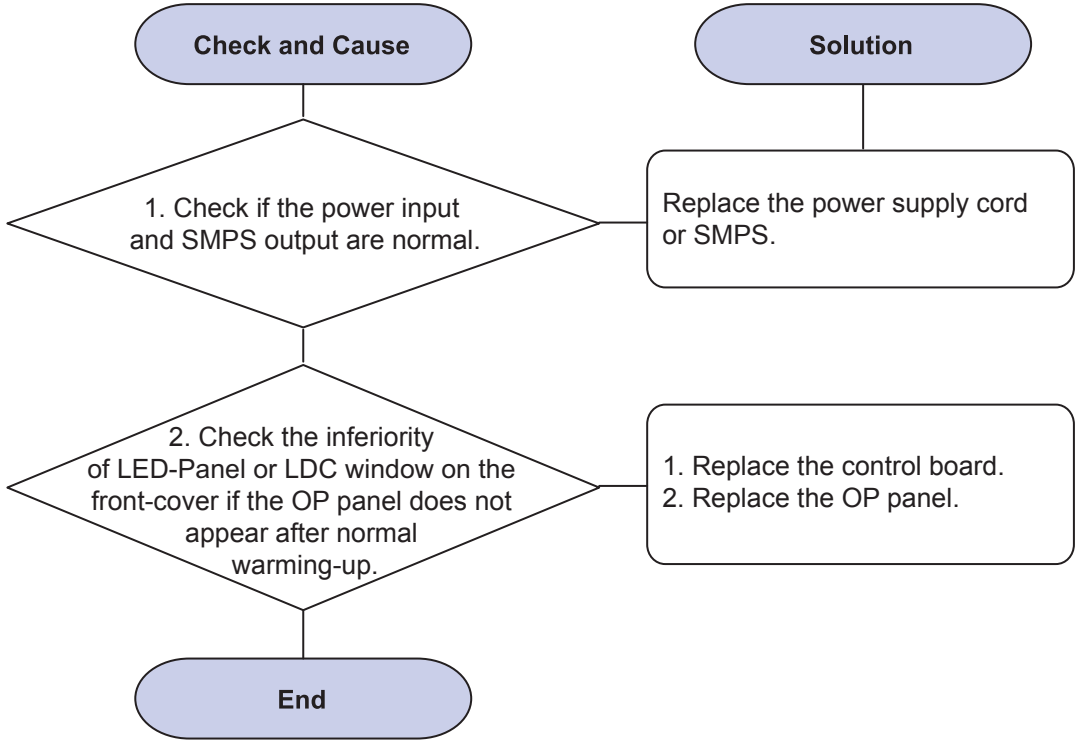 Check and Cause
Solution
1. Check if the power input
and SMPS output are normal.
Replace the power supply cord
or SMPS.
2. Check the inferiority
of LED-Panel or LDC window on the
front-cover if the OP panel does not
appear after normal
warming-up.
1. Replace the control board.
2. Replace the OP panel.
End